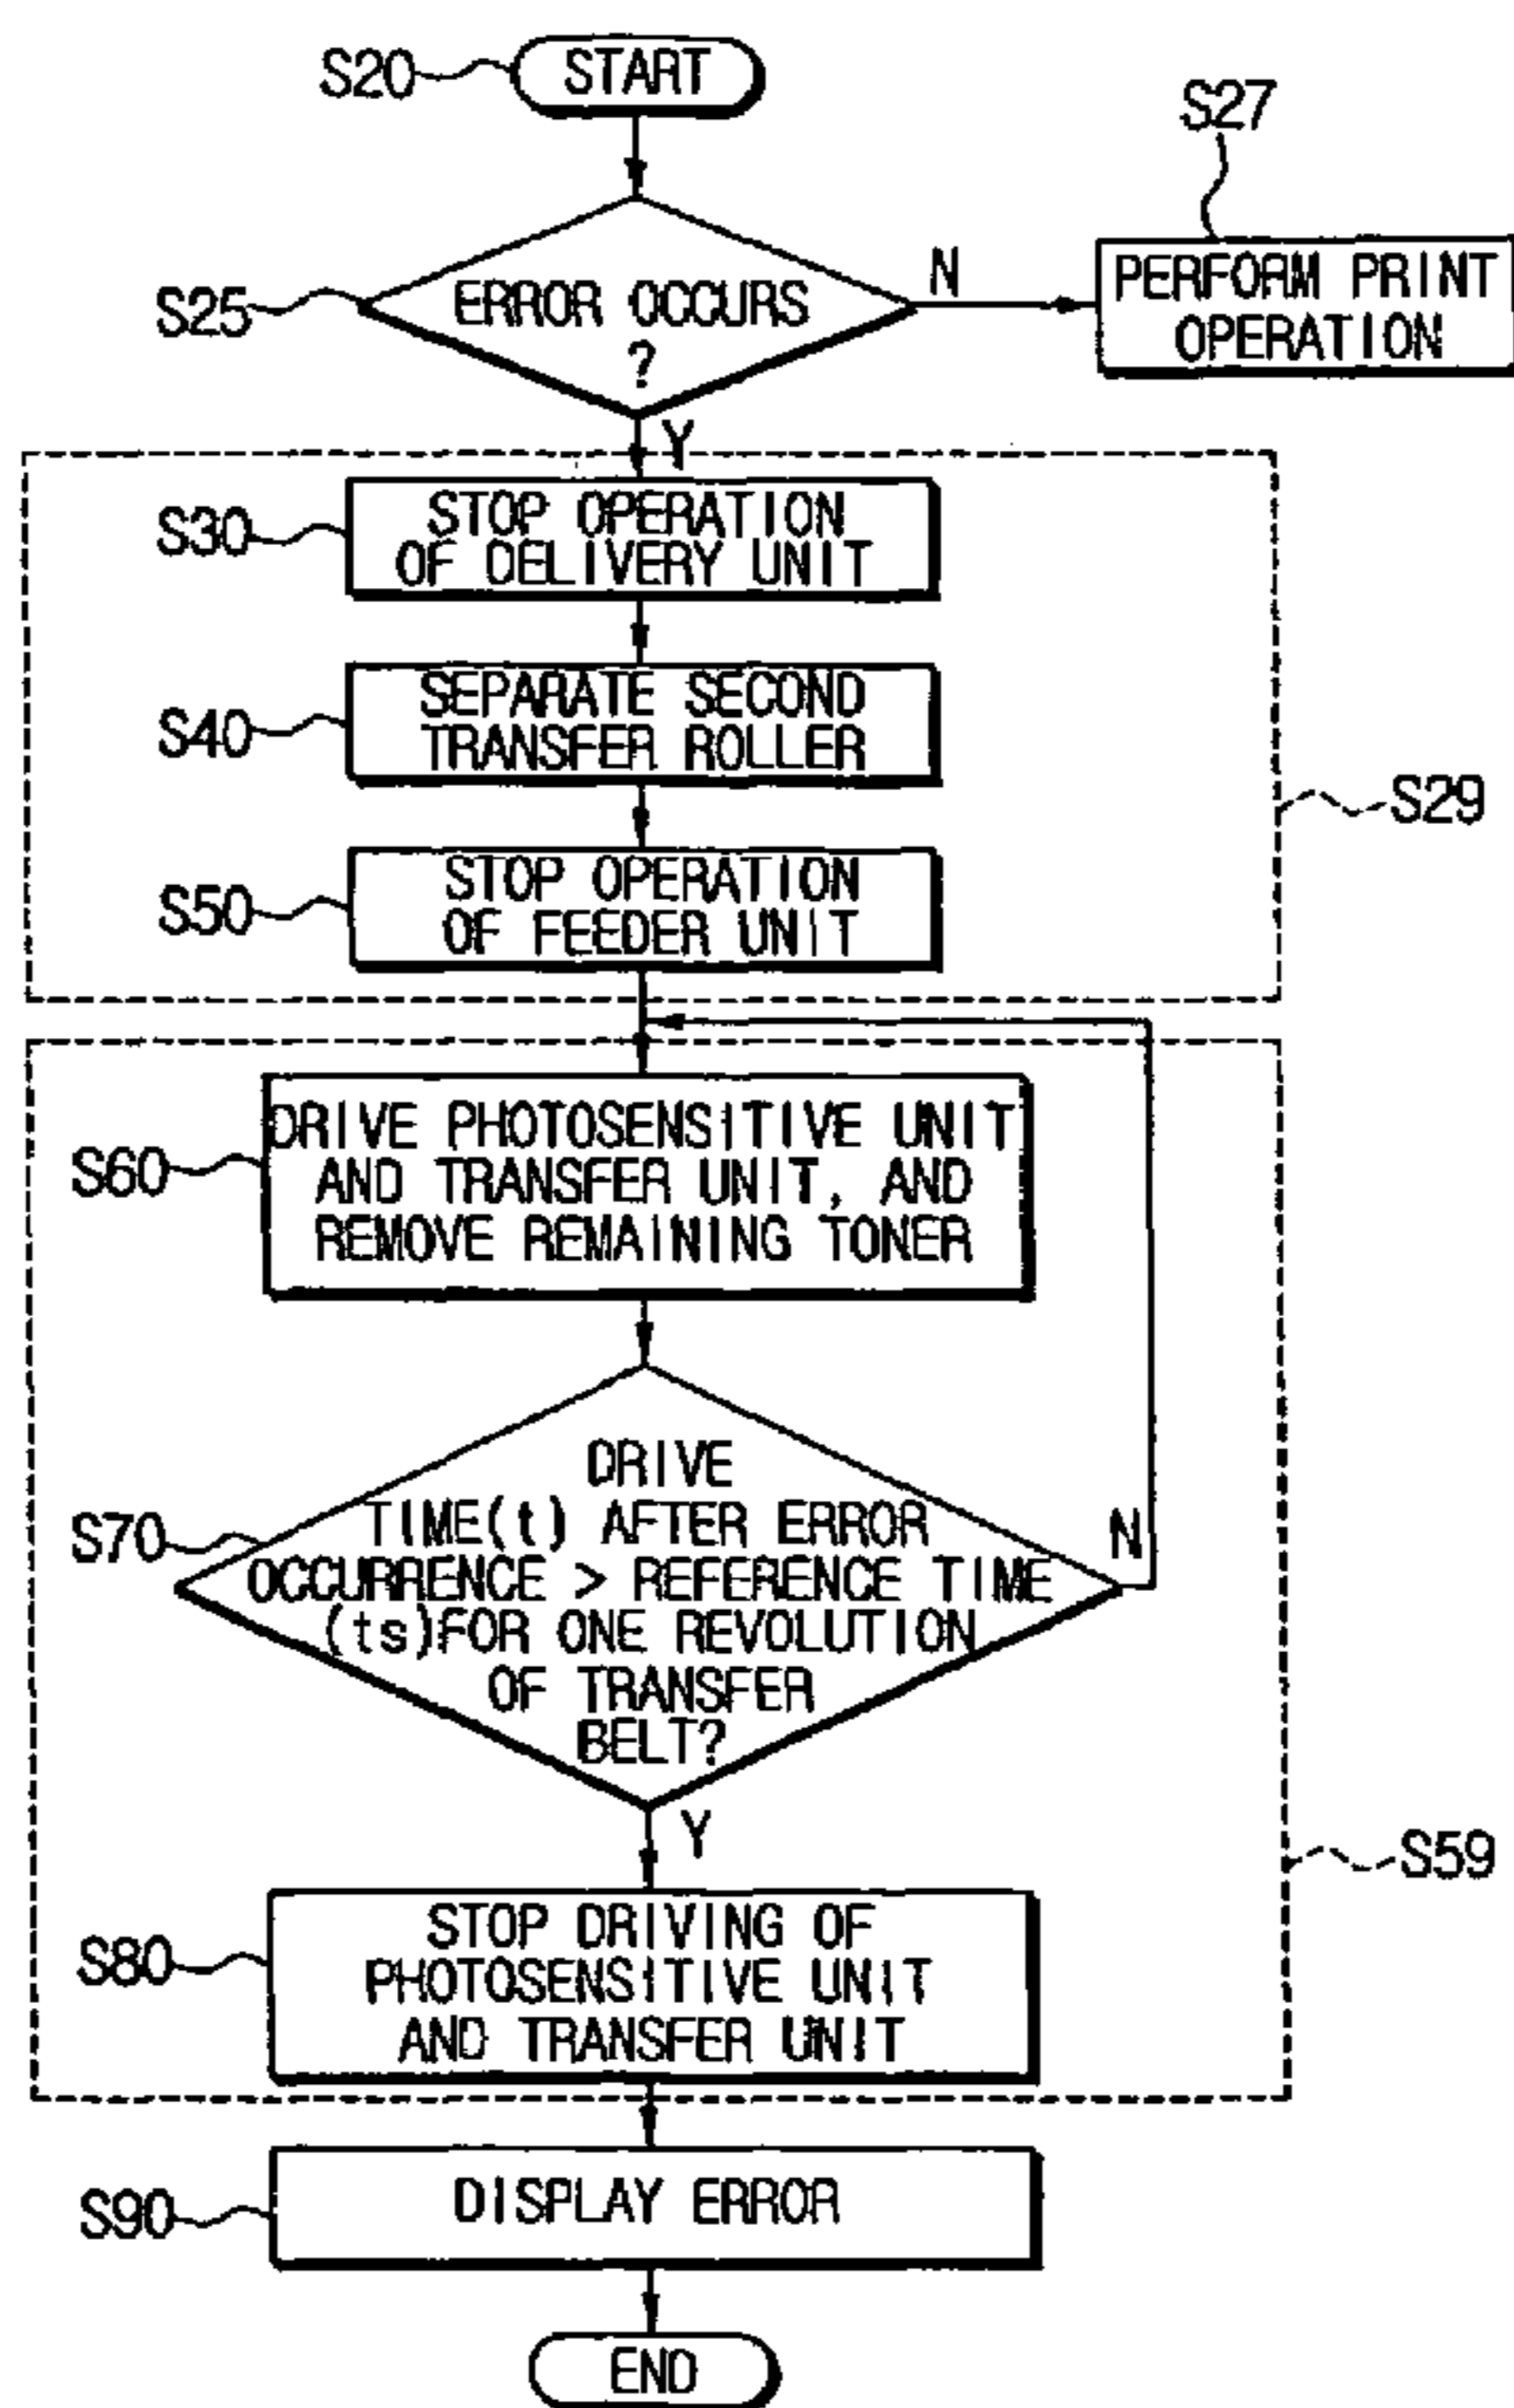 S20
START
S27
S25
ERROR OCCURS
?
N
PERFORM PRINT
OPERATION
Y
S30
STOP OPERATION
OF DELIVERY UNIT
S40
SEPARATE SECOND
TRANSFER ROLLER
S29
S50
STOP OPERATION
OF FEEDER UNIT
S60
DRIVE PHOTOSENSITIVE UNIT
AND TRANSFER UNIT, AND
REMOVE REMAINING TONER
S70
DRIVE
TIME(t) AFTER ERROR
OCCURRENCE > REFERENCE TIME
(ts)FOR ONE REVOLUTION
OF TRANSFER
BELT?
N
Y
S59
S80
STOP DRIVING OF
PHOTOSENSITIVE UNIT
AND TRANSFER UNIT
S90
DISPLAY ERROR
END